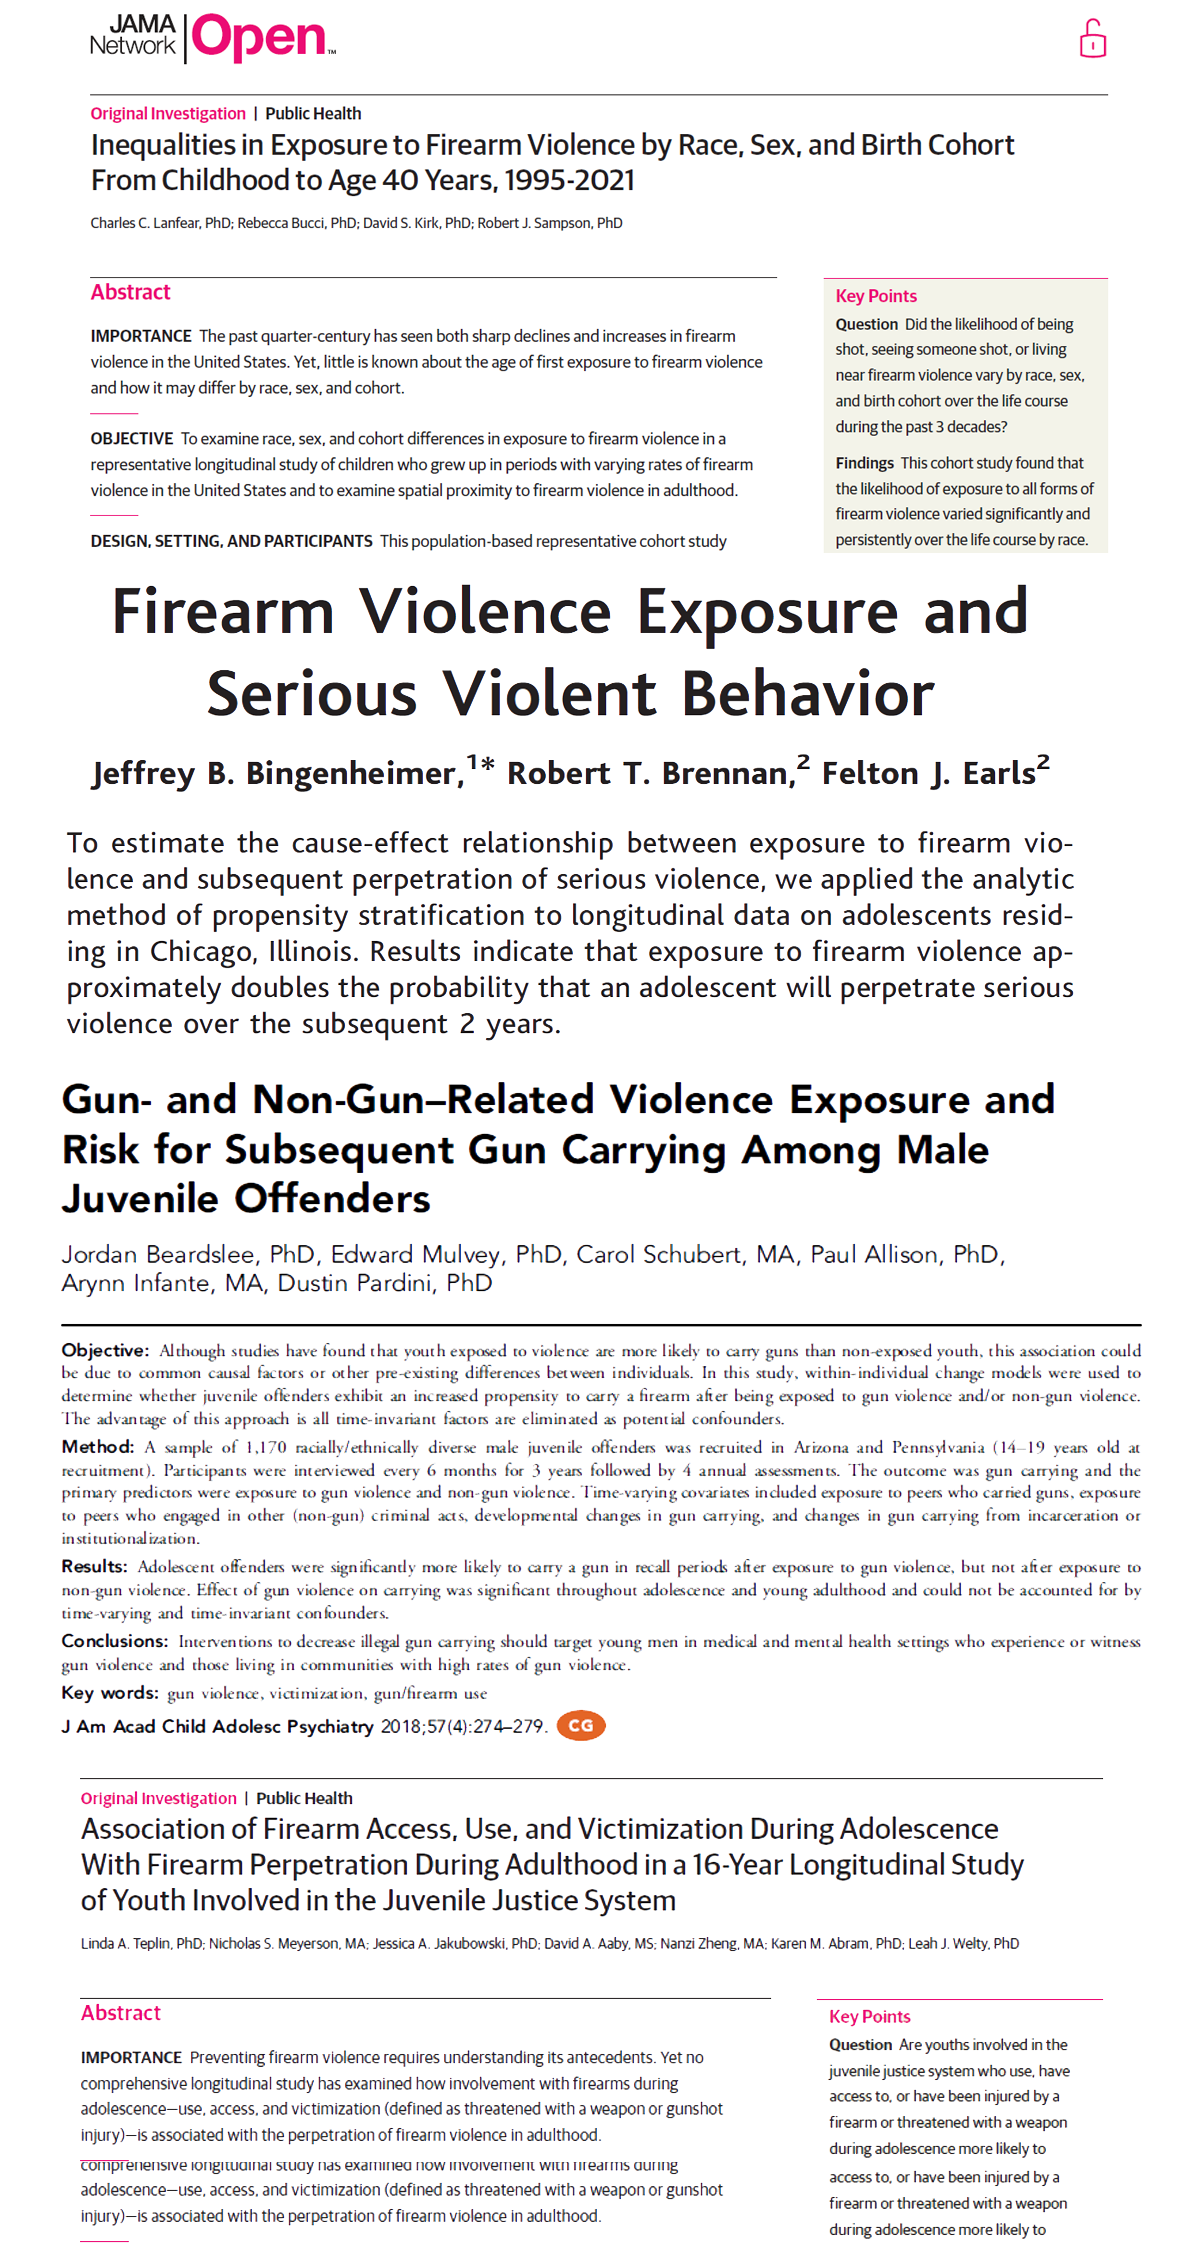 JAMA
Network
Open™
Original Investigation | Public Health
Inequalities in Exposure to Firearm Violence by Race, Sex, and Birth Cohort
From Childhood to Age 40 Years, 1995-2021
Charles C. Lanfear, PhD; Rebecca Bucci, PhD; David S. Kirk, PhD; Robert J. Sampson, PhD
Abstract
IMPORTANCE The past quarter-century has seen both sharp declines and increases in firearm
violence in the United States. Yet, little is known about the age of first exposure to firearm violence
and how it may differ by race, sex, and cohort.
OBJECTIVE To examine race, sex, and cohort differences in exposure to firearm violence in a
representative longitudinal study of children who grew up in periods with varying rates of firearm
violence in the United States and to examine spatial proximity to firearm violence in adulthood.
DESIGN, SETTING, AND PARTICIPANTS This population-based representative cohort study
Key Points
Question Did the likelihood of being
shot, seeing someone shot, or living
near firearm violence vary by race, sex,
and birth cohort over the life course
during the past 3 decades?
Findings This cohort study found that
the likelihood of exposure to all forms of
firearm violence varied significantly and
persistently over the life course by race.
Firearm Violence Exposure and
Serious Violent Behavior
Jeffrey B. Bingenheimer,1* Robert T. Brennan,2 Felton J. Earls2
To estimate the cause-effect relationship between exposure to firearm vio-
lence and subsequent perpetration of serious violence, we applied the analytic
method of propensity stratification to longitudinal data on adolescents resid-
ing in Chicago, Illinois. Results indicate that exposure to firearm violence ap-
proximately doubles the probability that an adolescent will perpetrate serious
violence over the subsequent 2 years.
Gun- and Non-Gun–Related Violence Exposure and
Risk for Subsequent Gun Carrying Among Male
Juvenile Offenders
Jordan Beardslee, PhD, Edward Mulvey, PhD, Carol Schubert, MA, Paul Allison, PhD,
Arynn Infante, MA, Dustin Pardini, PhD
Objective: Although studies have found that youth exposed to violence are more likely to carry guns than non-exposed youth, this association could
be due to common causal factors or other pre-existing differences between individuals. In this study, within-individual change models were used to
determine whether juvenile offenders exhibit an increased propensity to carry a firearm after being exposed to gun violence and/or non-gun violence.
The advantage of this approach is all time-invariant factors are eliminated as potential confounders.
Method: A sample of 1,170 racially/ethnically diverse male juvenile offenders was recruited in Arizona and Pennsylvania (14–19 years old at
recruitment). Participants were interviewed every 6 months for 3 years followed by 4 annual assessments. The outcome was gun carrying and the
primary predictors were exposure to gun violence and non-gun violence. Time-varying covariates included exposure to peers who carried guns, exposure
to peers who engaged in other (non-gun) criminal acts, developmental changes in gun carrying, and changes in gun carrying from incarceration or
institutionalization.
Results: Adolescent offenders were significantly more likely to carry a gun in recall periods after exposure to gun violence, but not after exposure to
non-gun violence. Effect of gun violence on carrying was significant throughout adolescence and young adulthood and could not be accounted for by
time-varying and time-invariant confounders.
Conclusions: Interventions to decrease illegal gun carrying should target young men in medical and mental health settings who experience or witness
gun violence and those living in communities with high rates of gun violence.
Key words: gun violence, victimization, gun/firearm use
J Am Acad Child Adolesc Psychiatry 2018;57(4):274–279. CG
Original Investigation | Public Health
Association of Firearm Access, Use, and Victimization During Adolescence
With Firearm Perpetration During Adulthood in a 16-Year Longitudinal Study
of Youth Involved in the Juvenile Justice System
Linda A. Teplin, PhD; Nicholas S. Meyerson, MA; Jessica A. Jakubowski, PhD; David A. Aaby, MS; Nanzi Zheng, MA; Karen M. Abram, PhD; Leah J. Welty, PhD
Abstract
IMPORTANCE Preventing firearm violence requires understanding its antecedents. Yet no
comprehensive longitudinal study has examined how involvement with firearms during
adolescence—use, access, and victimization (defined as threatened with a weapon or gunshot
injury)—is associated with the perpetration of firearm violence in adulthood.
comprehensive longitudinal study has examined how involvement with firearms during
adolescence—use, access, and victimization (defined as threatened with a weapon or gunshot
injury)—is associated with the perpetration of firearm violence in adulthood.
Key Points
Question Are youths involved in the
juvenile justice system who use, have
access to, or have been injured by a
firearm or threatened with a weapon
during adolescence more likely to
access to, or have been injured by a
firearm or threatened with a weapon
during adolescence more likely to